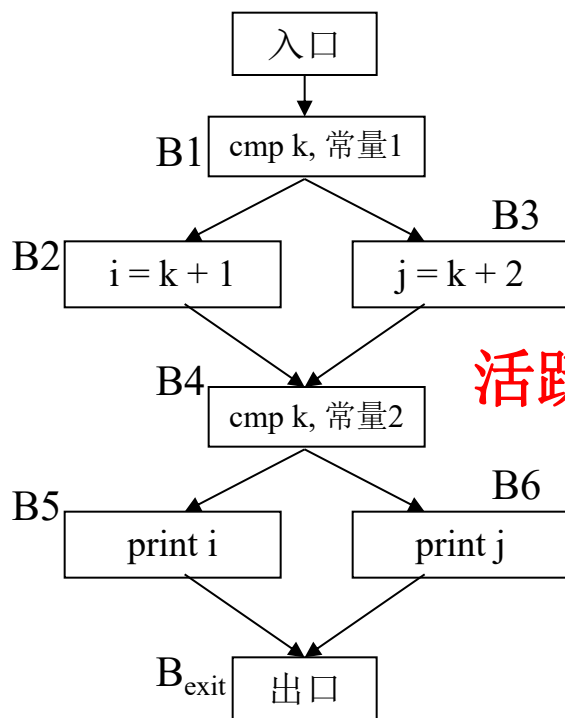 入口
B1
cmp k, 常量1
B3
B2
i = k + 1
j = k + 2
活
B4
cmp k, 常量2
B6
B5
print i
print j
Bexit
出口